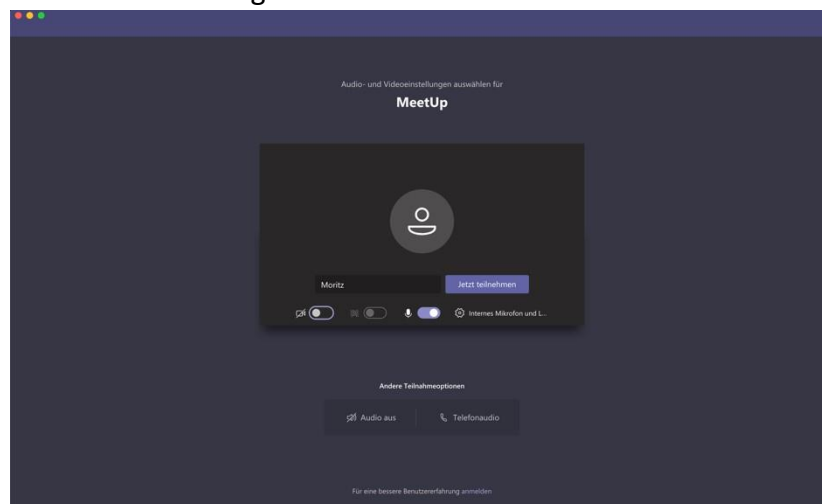 Audio- und Videoeinstellungen auswählen für
MeetUp
Moritz
Jetzt teilnehmen
Internes Mikrofon und L...
Andere Teilnahmeoptionen
Audio aus
Telefonaudio
Für eine bessere Benutzererfahrung anmelden